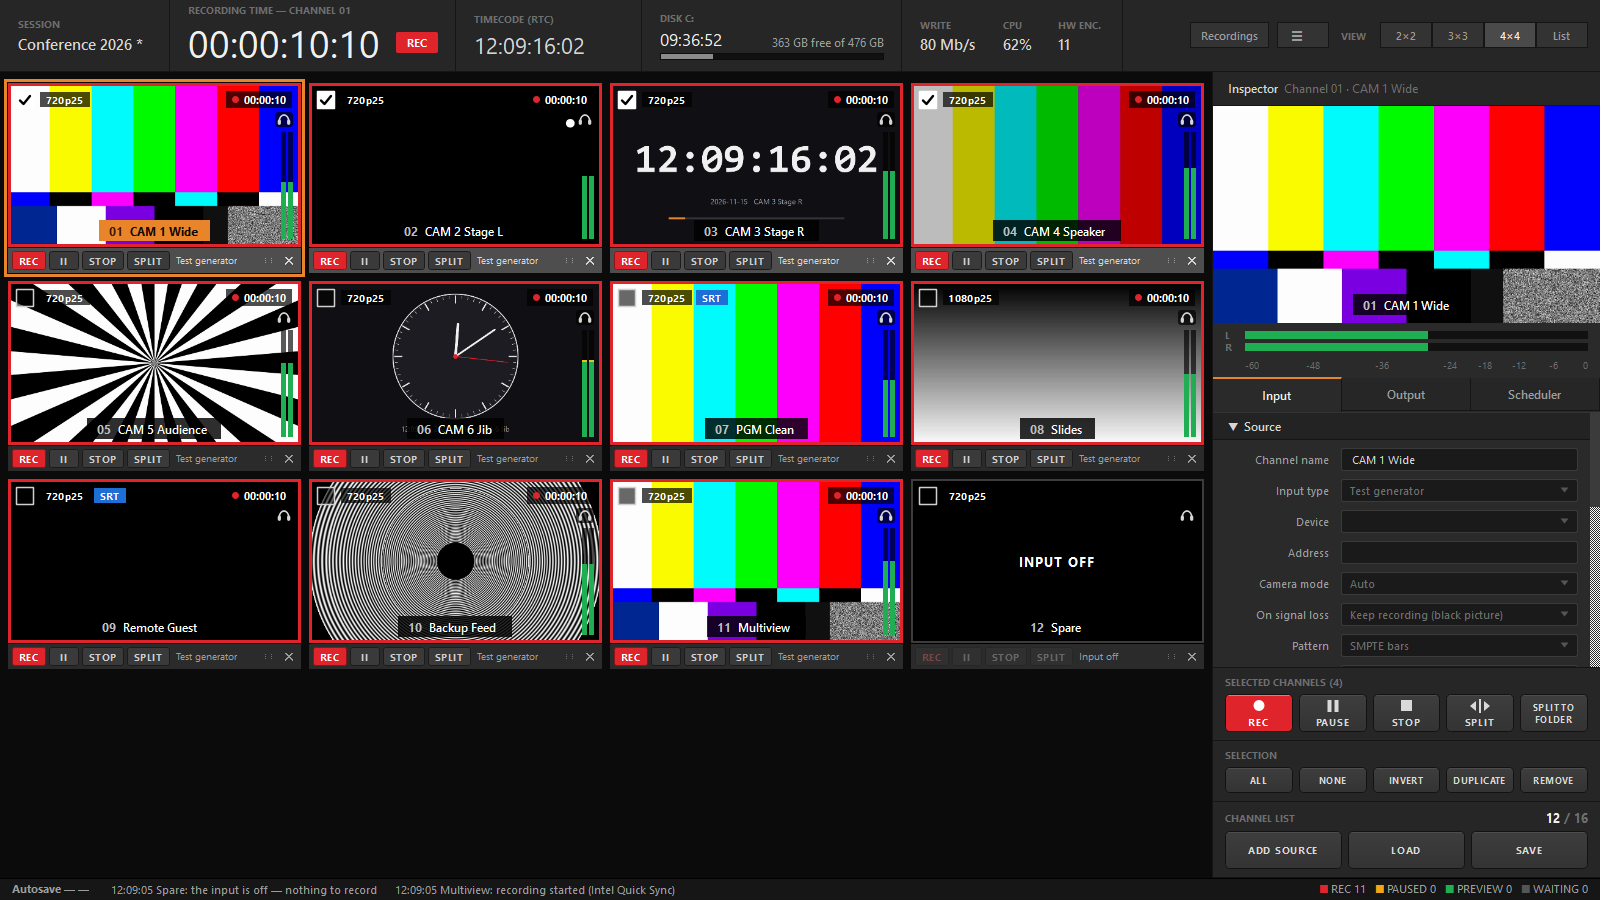 SESSION
Conference 2026 *
RECORDING TIME — CHANNEL 01
00:00:10:10 REC
TIMECODE (RTC)
12:09:16:02
DISK C:
09:36:52 363 GB free of 476 GB
WRITE CPU HW ENC.
80 Mb/s 62% 11
Recordings ☰ VIEW 2×2 3×3 4×4 List
720p25 00:00:10
01 CAM 1 Wide
REC STOP SPLIT Test generator
720p25 00:00:10
02 CAM 2 Stage L
REC STOP SPLIT Test generator
720p25 00:00:10
12:09:16:02
2026-11-15 CAM 3 Stage R
03 CAM 3 Stage R
REC STOP SPLIT Test generator
720p25 00:00:10
04 CAM 4 Speaker
REC STOP SPLIT Test generator
720p25 00:00:10
05 CAM 5 Audience
REC STOP SPLIT Test generator
720p25 00:00:10
06 CAM 6 Jib
REC STOP SPLIT Test generator
720p25 SRT 00:00:10
07 PGM Clean
REC STOP SPLIT Test generator
1080p25 00:00:10
08 Slides
REC STOP SPLIT Test generator
720p25 SRT 00:00:10
09 Remote Guest
REC STOP SPLIT Test generator
720p25 00:00:10
10 Backup Feed
REC STOP SPLIT Test generator
720p25 00:00:10
11 Multiview
REC STOP SPLIT Test generator
720p25
INPUT OFF
12 Spare
REC STOP SPLIT Input off
Inspector Channel 01 · CAM 1 Wide
01 CAM 1 Wide
L
R
-60 -48 -36 -24 -18 -12 -6 0
Input Output Scheduler
▼ Source
Channel name CAM 1 Wide
Input type Test generator
Device
Address
Camera mode Auto
On signal loss Keep recording (black picture)
Pattern SMPTE bars
SELECTED CHANNELS (4)
REC PAUSE STOP SPLIT SPLIT TO FOLDER
SELECTION
ALL NONE INVERT DUPLICATE REMOVE
CHANNEL LIST 12 / 16
ADD SOURCE LOAD SAVE
Autosave — — 12:09:05 Spare: the input is off — nothing to record 12:09:05 Multiview: recording started (Intel Quick Sync) REC 11 PAUSED 0 PREVIEW 0 WAITING 0